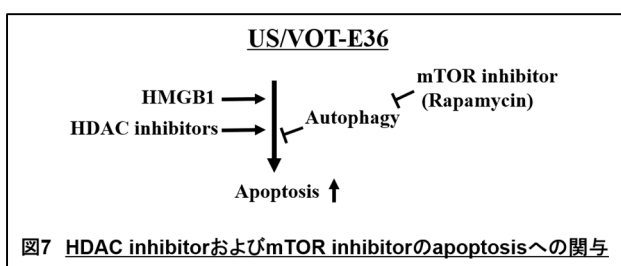 US/VOT-E36
HMGB1
HDAC inhibitors
Autophagy
mTOR inhibitor
(Rapamycin)
Apoptosis
図7 HDAC inhibitorおよびmTOR inhibitorのapoptosisへの関与